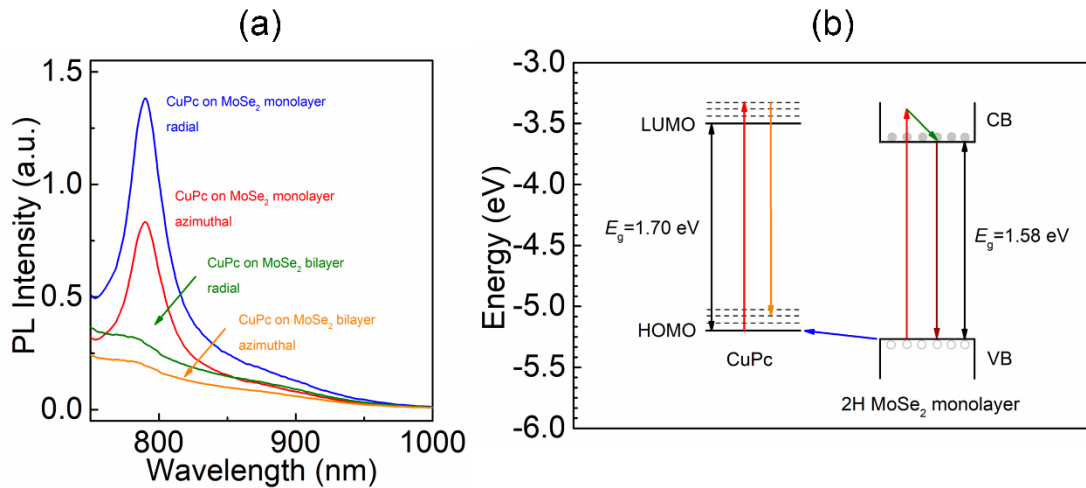 (a)
1.5
1.0
0.5
0.0
PL Intensity (a.u.)
CuPc on MoSe₂ monolayer
radial
CuPc on MoSe₂ monolayer
azimuthal
CuPc on MoSe₂ bilayer
radial
CuPc on MoSe₂ bilayer
azimuthal
800
900
1000
Wavelength (nm)
(b)
-3.0
-3.5
-4.0
-4.5
-5.0
-5.5
-6.0
Energy (eV)
LUMO
Eg=1.70 eV
HOMO
CuPc
CB
Eg=1.58 eV
VB
2H MoSe₂ monolayer